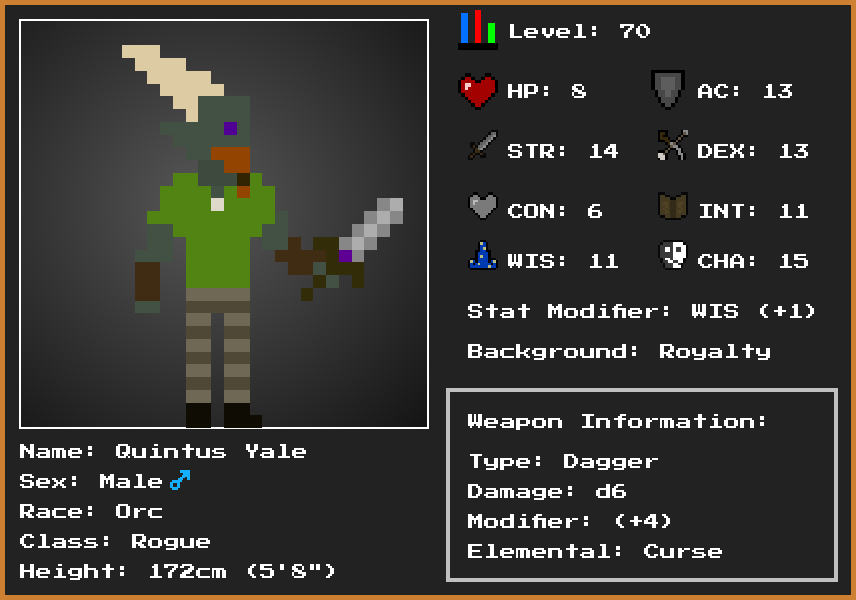 Level: 70
HP: 8
AC: 13
STR: 14
DEX: 13
CON: 6
INT: 11
WIS: 11
CHA: 15
Stat Modifier: WIS (+1)
Background: Royalty
Weapon Information:
Type: Dagger
Damage: d6
Modifier: (+4)
Elemental: Curse
Name: Quintus Yale
Sex: Male ♂
Race: Orc
Class: Rogue
Height: 172cm (5'8")